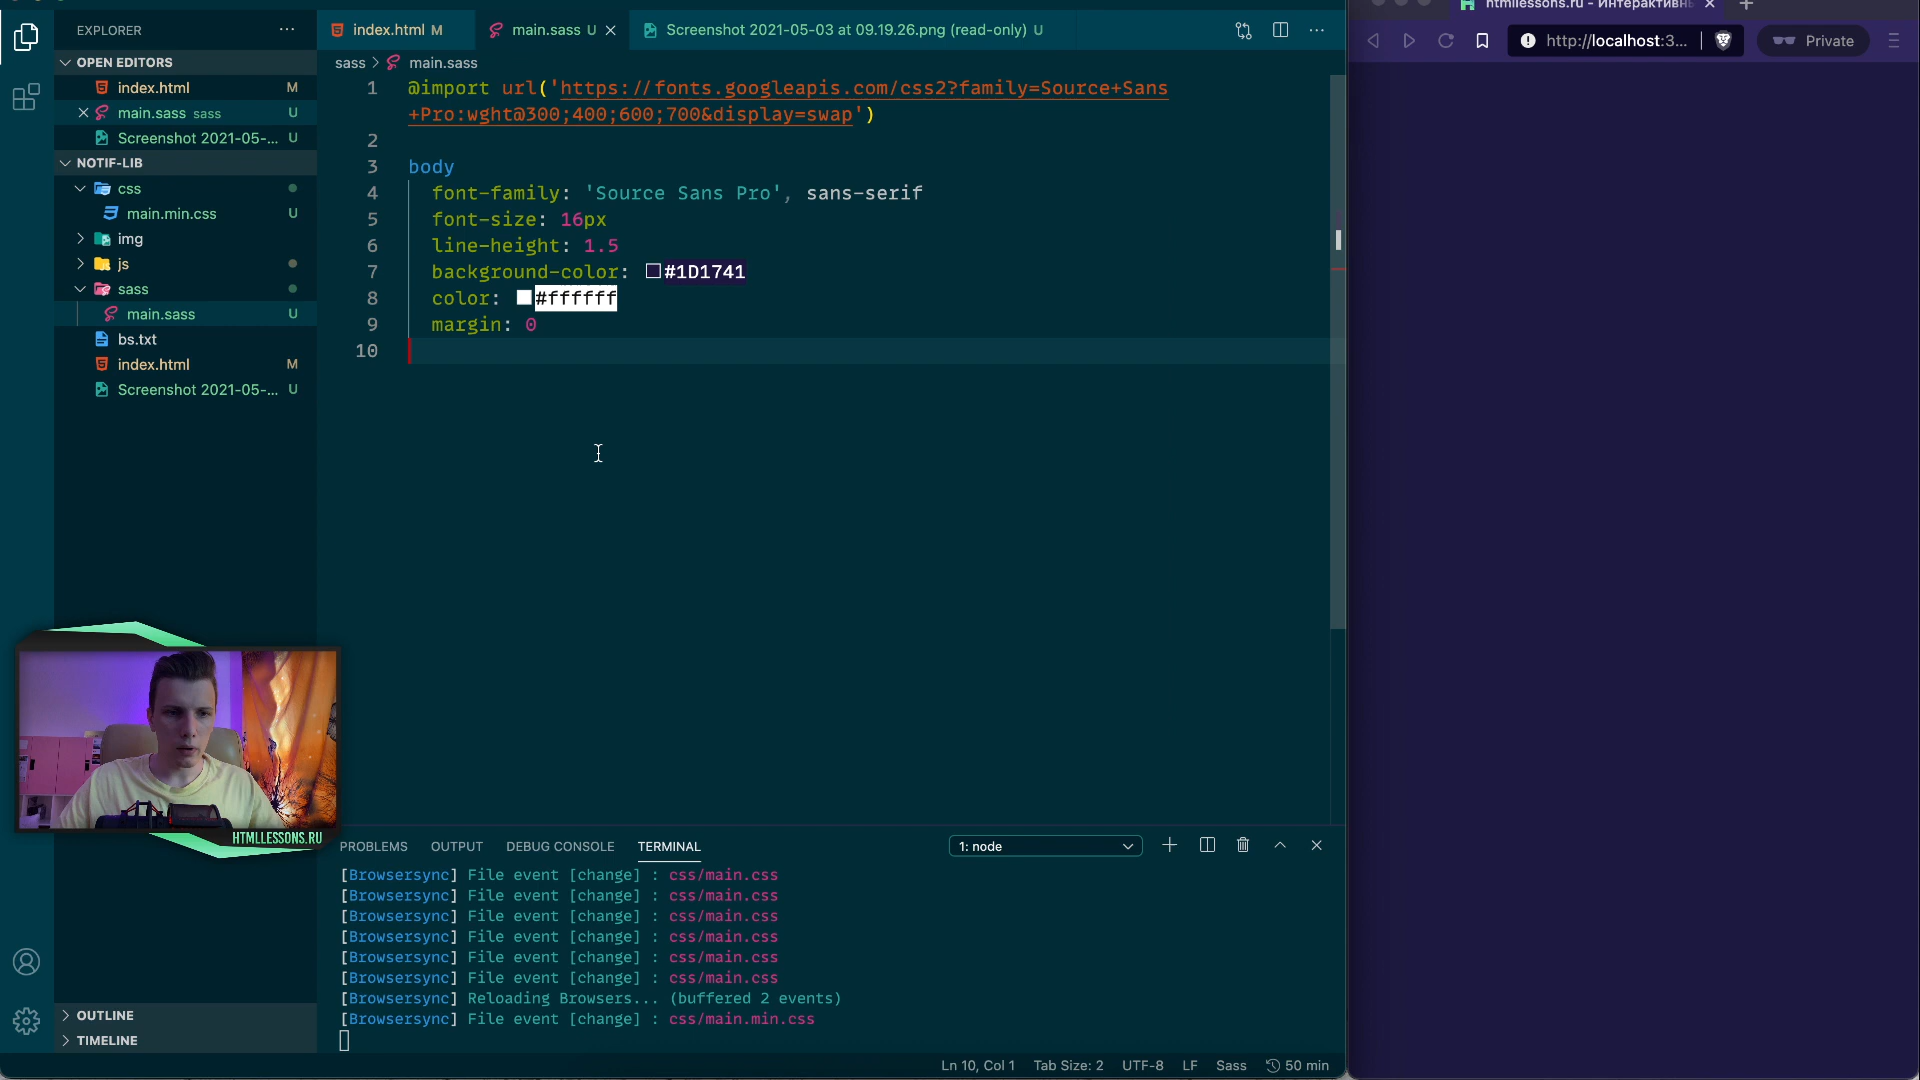 EXPLORER
index.html M
main.sass U
Screenshot 2021-05-03 at 09.19.26.png (read-only) U
htmllessons.ru - Интерактивнь
http://localhost:3...
Private
OPEN EDITORS
index.html M
main.sass sass U
Screenshot 2021-05-... U
NOTIF-LIB
css
main.min.css U
img
js
sass
main.sass U
bs.txt
index.html M
Screenshot 2021-05-... U
sass > main.sass
1 @import url('https://fonts.googleapis.com/css2?family=Source+Sans
+Pro:wght@300;400;600;700&display=swap')
2
3 body
4 font-family: 'Source Sans Pro', sans-serif
5 font-size: 16px
6 line-height: 1.5
7 background-color: #1D1741
8 color: #ffffff
9 margin: 0
10
HTMLLESSONS.RU
PROBLEMS OUTPUT DEBUG CONSOLE TERMINAL 1: node
[Browsersync] File event [change] : css/main.css
[Browsersync] File event [change] : css/main.css
[Browsersync] File event [change] : css/main.css
[Browsersync] File event [change] : css/main.css
[Browsersync] File event [change] : css/main.css
[Browsersync] File event [change] : css/main.css
[Browsersync] Reloading Browsers... (buffered 2 events)
[Browsersync] File event [change] : css/main.min.css
OUTLINE
TIMELINE
Ln 10, Col 1 Tab Size: 2 UTF-8 LF Sass 50 min